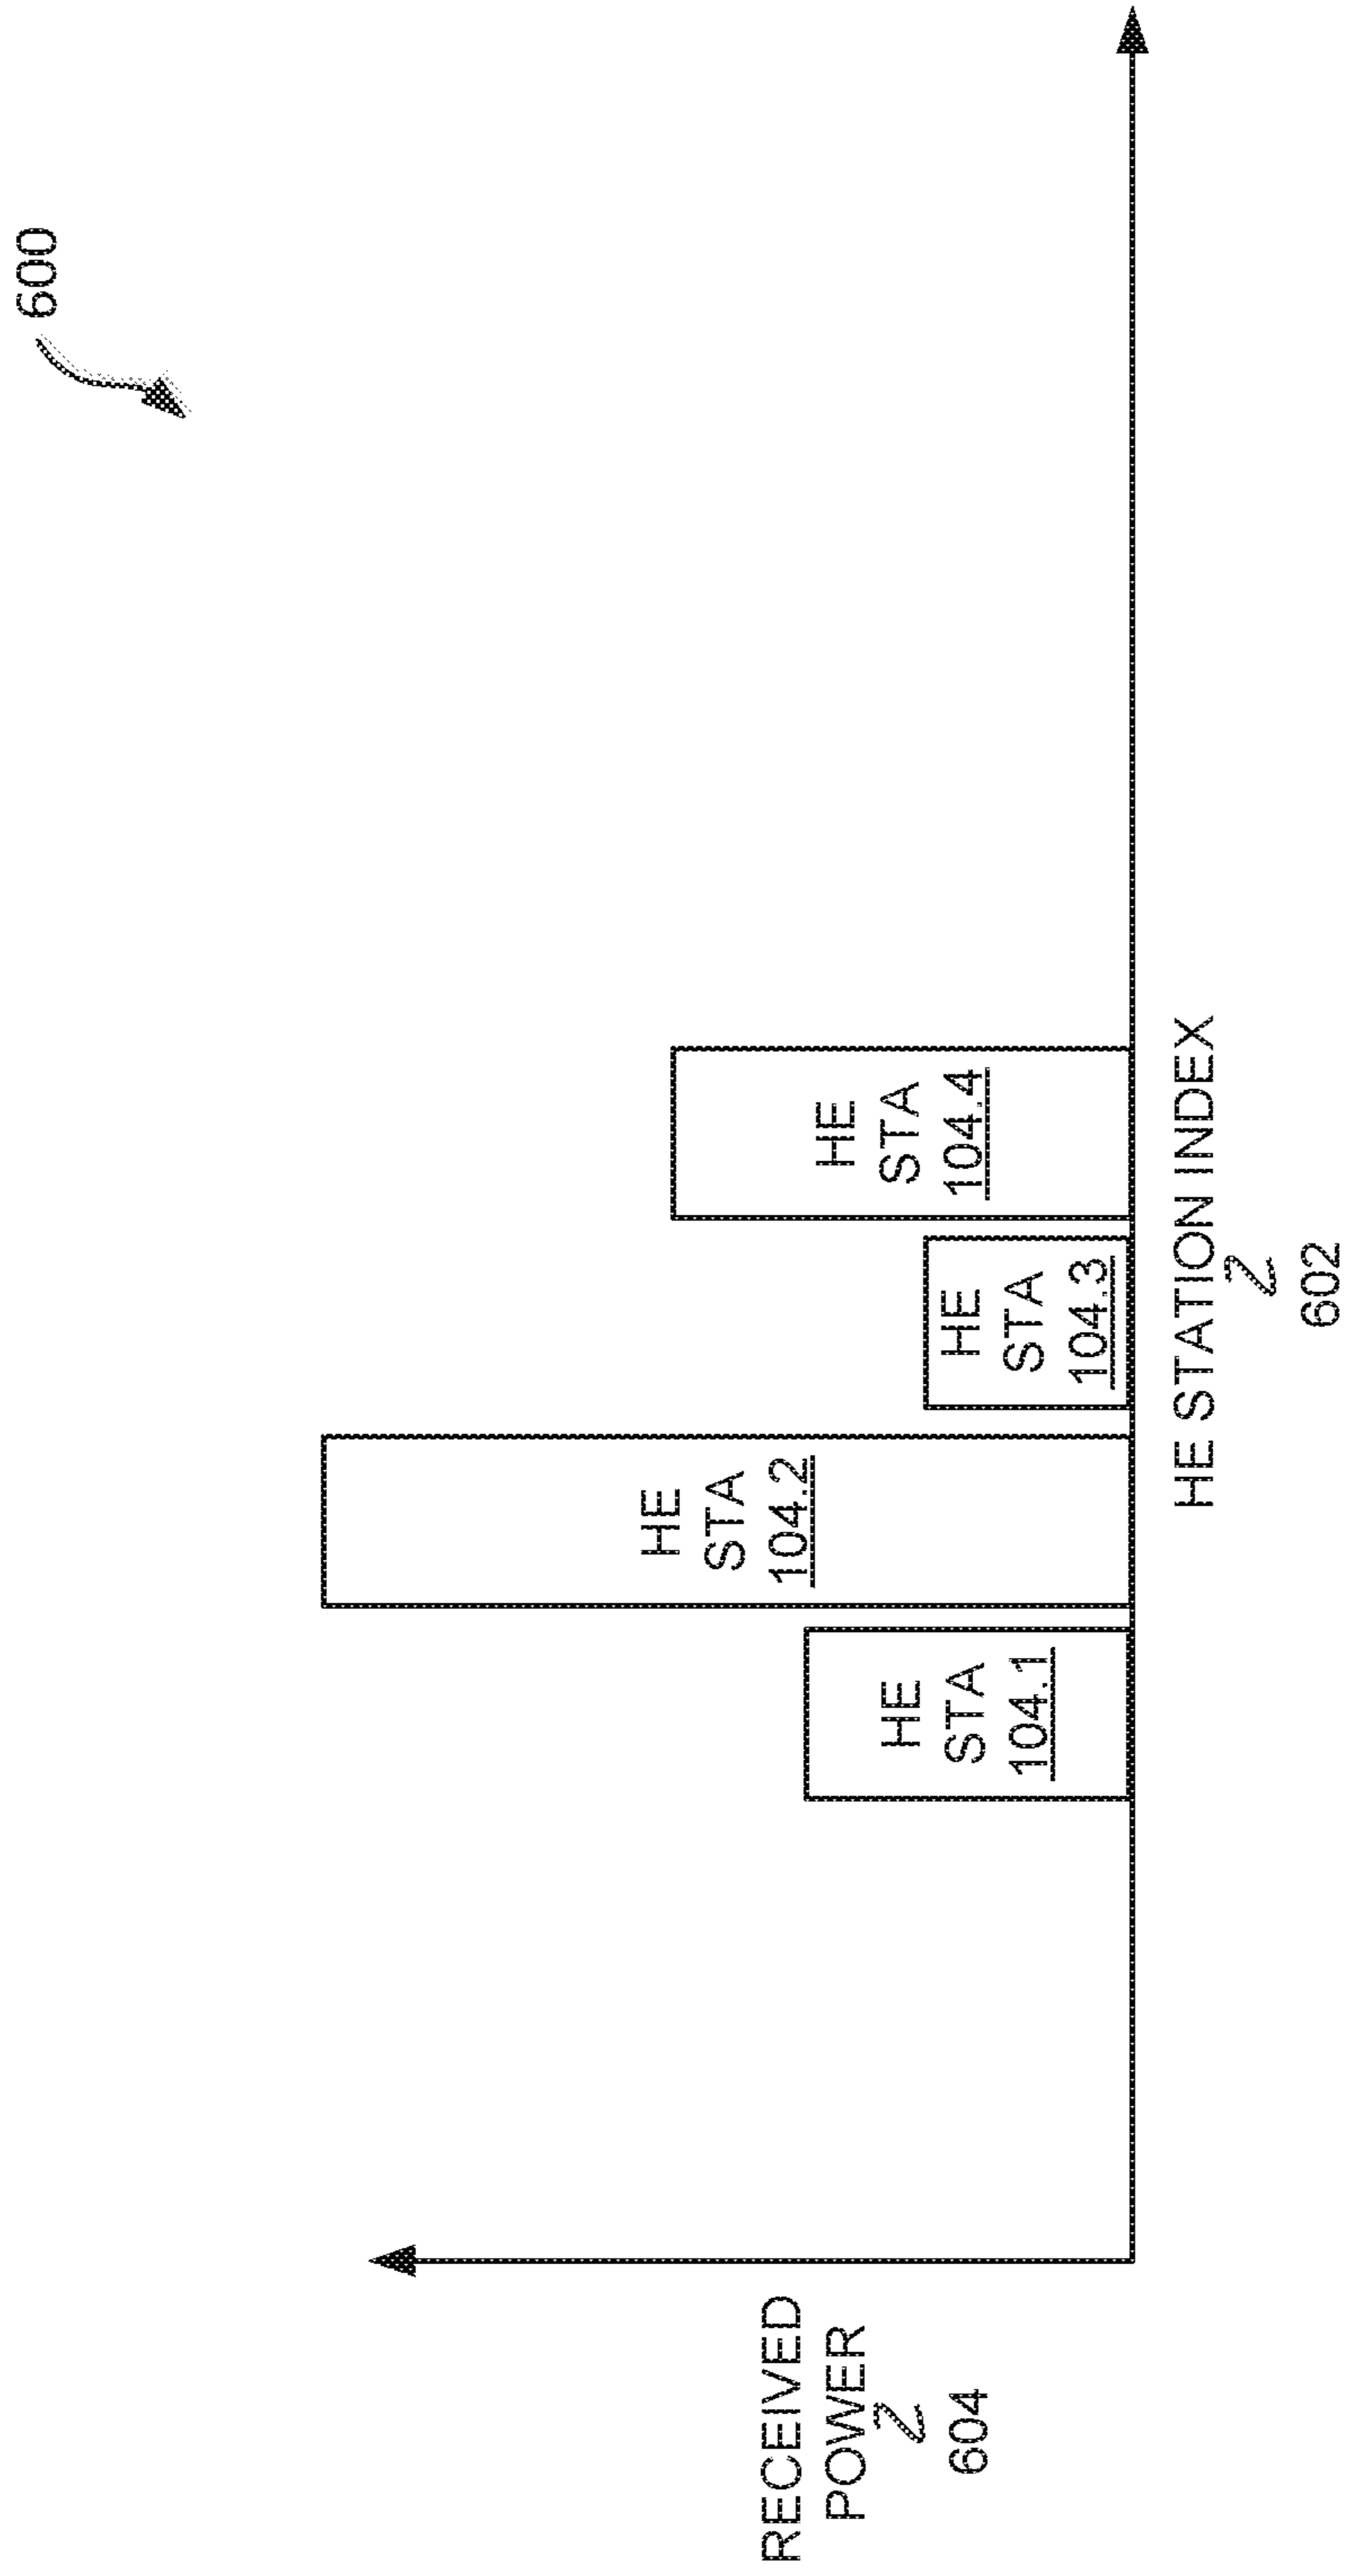 600
RECEIVED
POWER
604
HE
STA
104.1
HE
STA
104.2
HE
STA
104.3
HE
STA
104.4
HE STATION INDEX
602